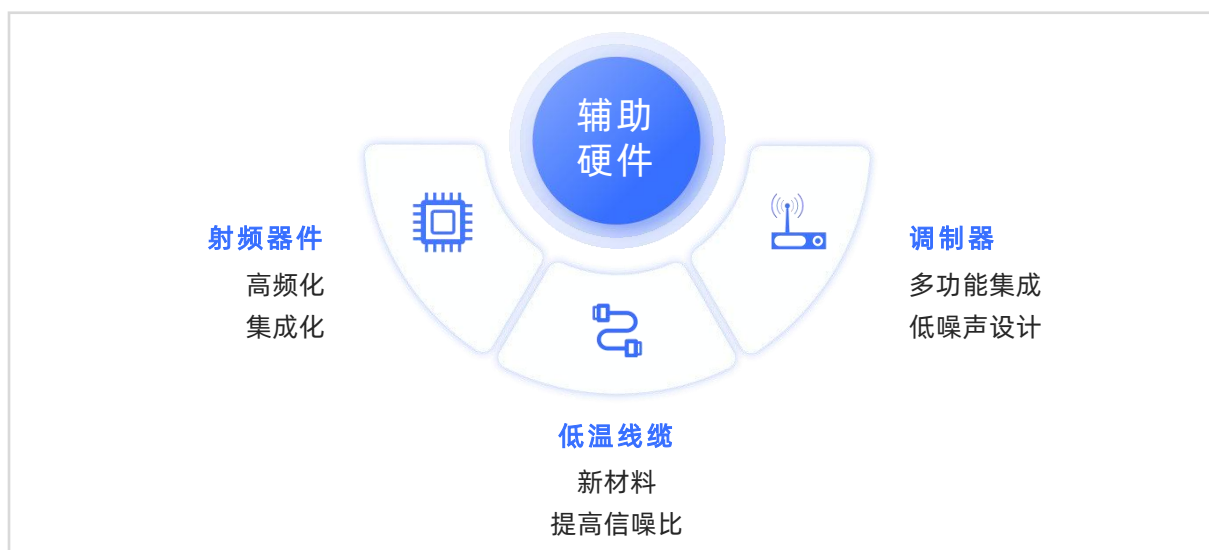 辅助
硬件
射频器件
高频化
集成化
调制器
多功能集成
低噪声设计
低温线缆
新材料
提高信噪比